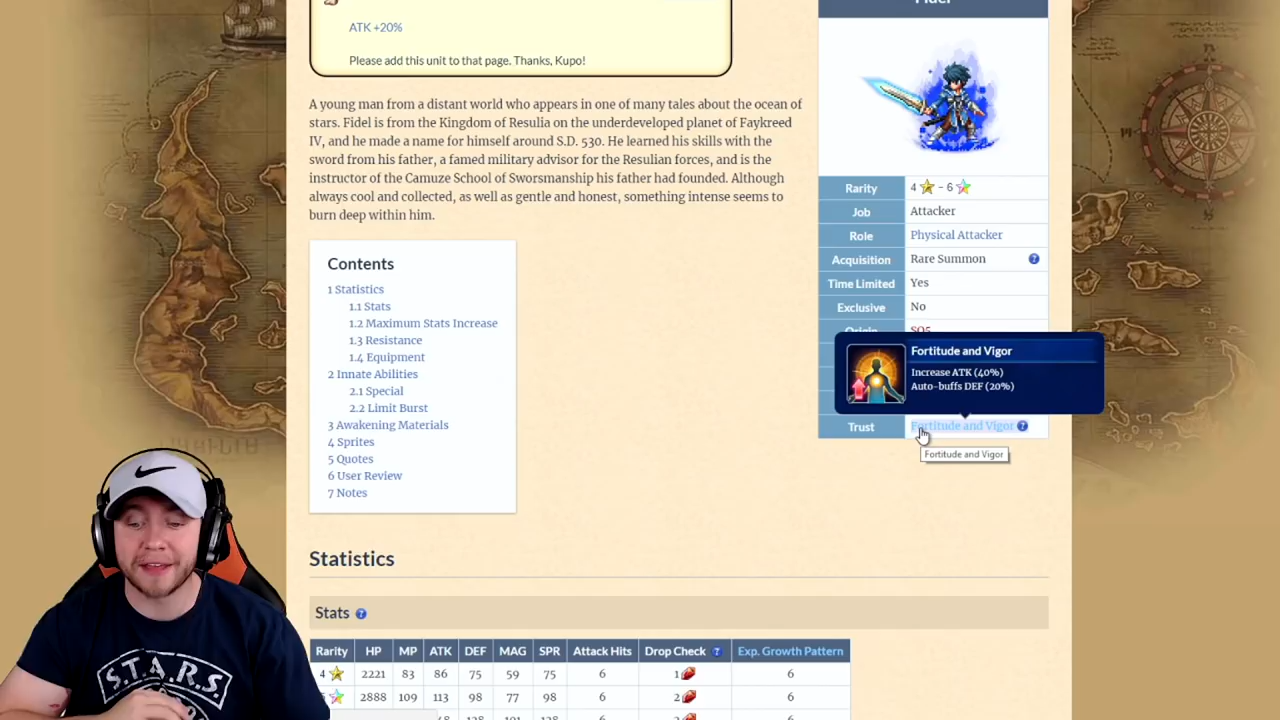 Fidel
ATK +20%
Please add this unit to that page. Thanks, Kupo!
A young man from a distant world who appears in one of many tales about the ocean of
stars. Fidel is from the Kingdom of Resulia on the underdeveloped planet of Faykreed
IV, and he made a name for himself around S.D. 530. He learned his skills with the
sword from his father, a famed military advisor for the Resulian forces, and is the
instructor of the Camuze School of Sworsmanship his father had founded. Although
always cool and collected, as well as gentle and honest, something intense seems to
burn deep within him.
Rarity 4 - 6
Job Attacker
Role Physical Attacker
Acquisition Rare Summon ?
Time Limited Yes
Exclusive No
Origin SO5
Fortitude and Vigor
Increase ATK (40%)
Auto-buffs DEF (20%)
Trust Fortitude and Vigor ?
Fortitude and Vigor
Contents
1 Statistics
1.1 Stats
1.2 Maximum Stats Increase
1.3 Resistance
1.4 Equipment
2 Innate Abilities
2.1 Special
2.2 Limit Burst
3 Awakening Materials
4 Sprites
5 Quotes
6 User Review
7 Notes
Statistics
Stats ?
Rarity HP MP ATK DEF MAG SPR Attack Hits Drop Check ? Exp. Growth Pattern
4 2221 83 86 75 59 75 6 1 6
2888 109 113 98 77 98 6 2 6
S.T.A.R.S.